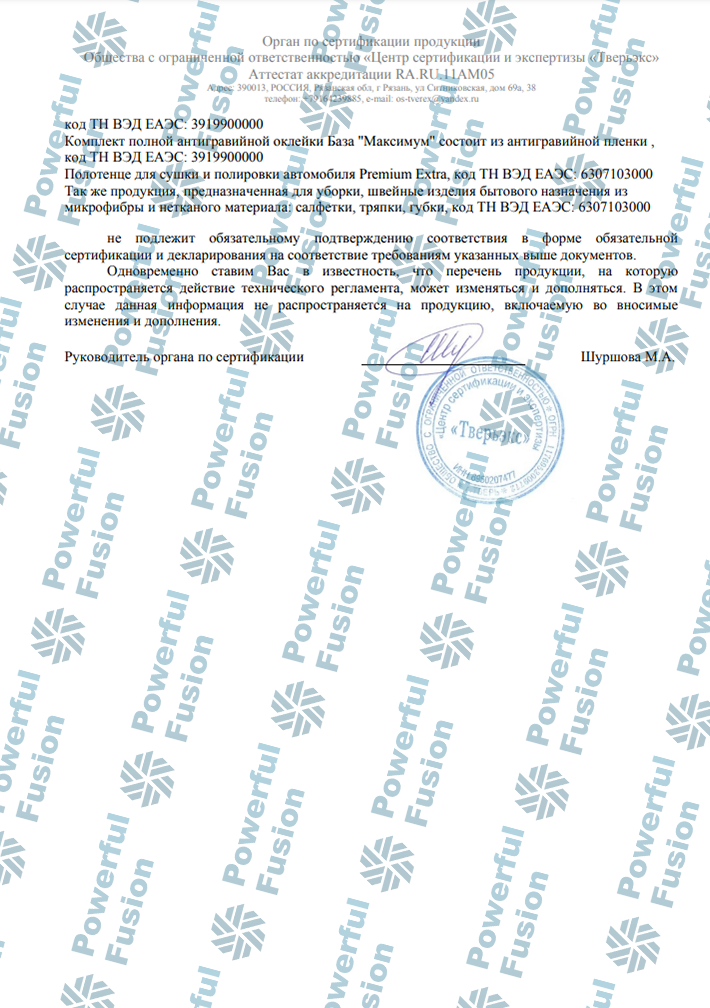 Орган по сертификации продукции
Общества с ограниченной ответственностью «Центр сертификации и экспертизы «Тверьэкс»
Аттестат аккредитации RA.RU.11АМ05
Адрес: 390013, РОССИЯ, Рязанская обл, г Рязань, ул Ситниковская, дом 69а, 38
телефон: +79164239885, e-mail: os-tverex@yandex.ru
код ТН ВЭД ЕАЭС: 3919900000
Комплект полной антигравийной оклейки База "Максимум" состоит из антигравийной пленки ,
код ТН ВЭД ЕАЭС: 3919900000
Полотенце для сушки и полировки автомобиля Premium Extra, код ТН ВЭД ЕАЭС: 6307103000
Так же продукция, предназначенная для уборки, швейные изделия бытового назначения из
микрофибры и нетканого материала: салфетки, тряпки, губки, код ТН ВЭД ЕАЭС: 6307103000
не подлежит обязательному подтверждению соответствия в форме обязательной
сертификации и декларирования на соответствие требованиям указанных выше документов.
Одновременно ставим Вас в известность, что перечень продукции, на которую
распространяется действие технического регламента, может изменяться и дополняться. В этом
случае данная информация не распространяется на продукцию, включаемую во вносимые
изменения и дополнения.
Руководитель органа по сертификации
Шуршова М.А.
ОБЩЕСТВО С ОГРАНИЧЕННОЙ ОТВЕТСТВЕННОСТЬЮ
«Центр сертификации и экспертизы
«Тверьэкс»
Powerful Fusion